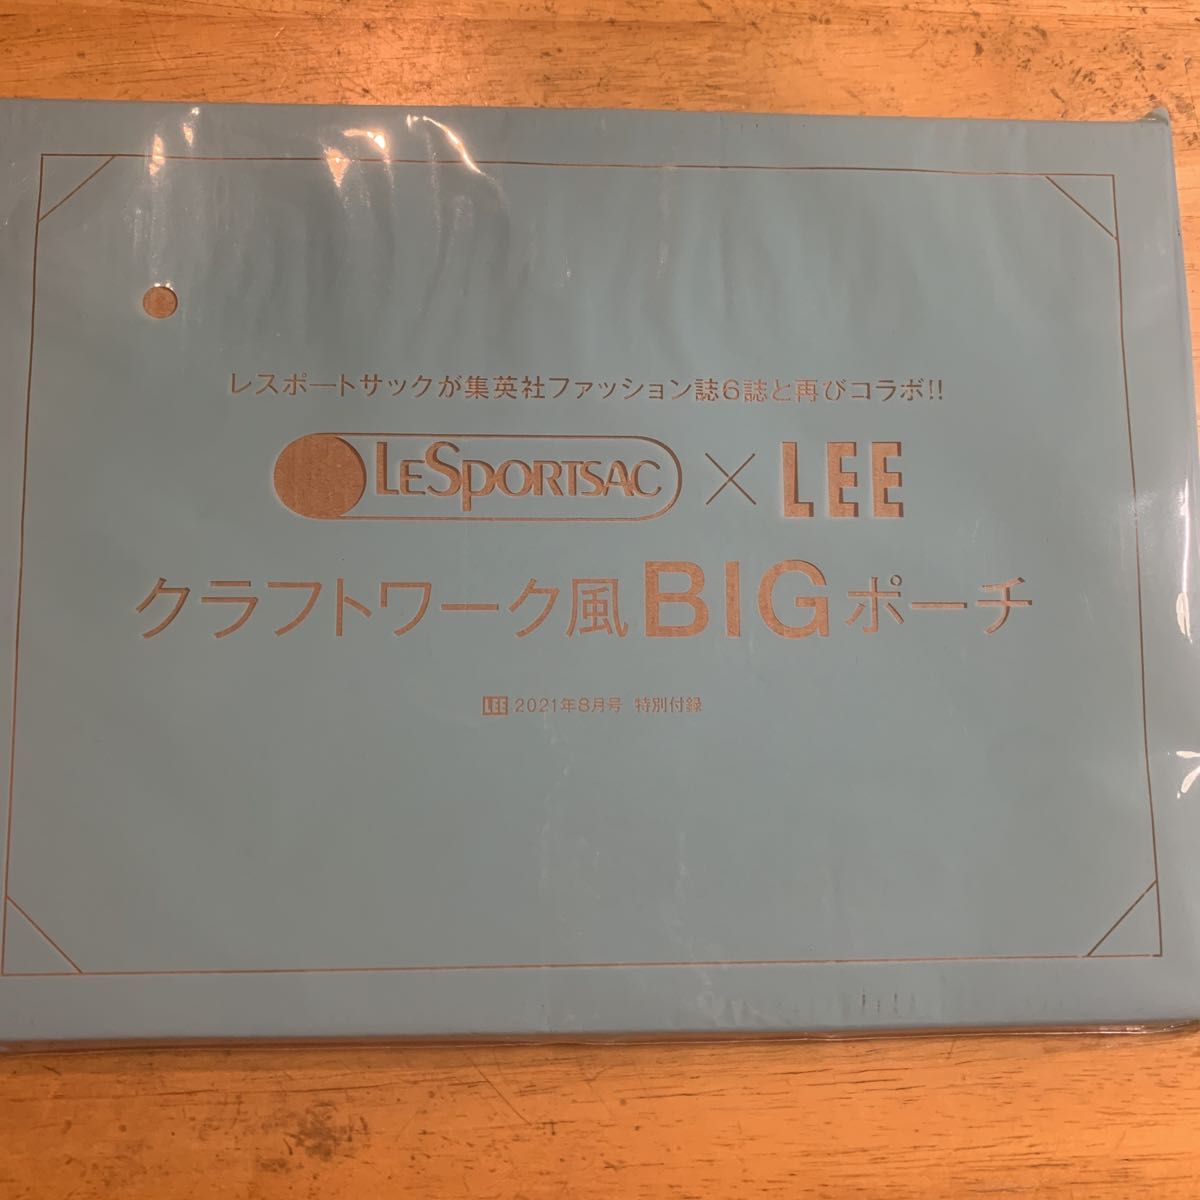 レスポートサックが集英社ファッション誌6誌と再びコラボ!!
LESPORTSAC × LEE
クラフトワーク風BIGポーチ
LEE 2021年8月号 特別付録